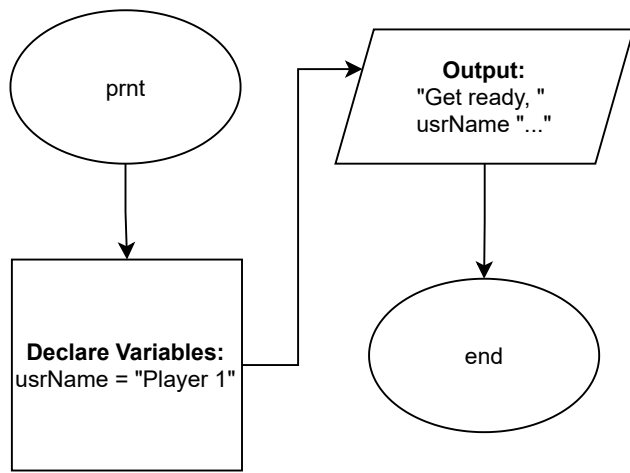 prnt
Declare Variables:
usrName = "Player 1"
Output:
"Get ready, "
usrName "..."
end